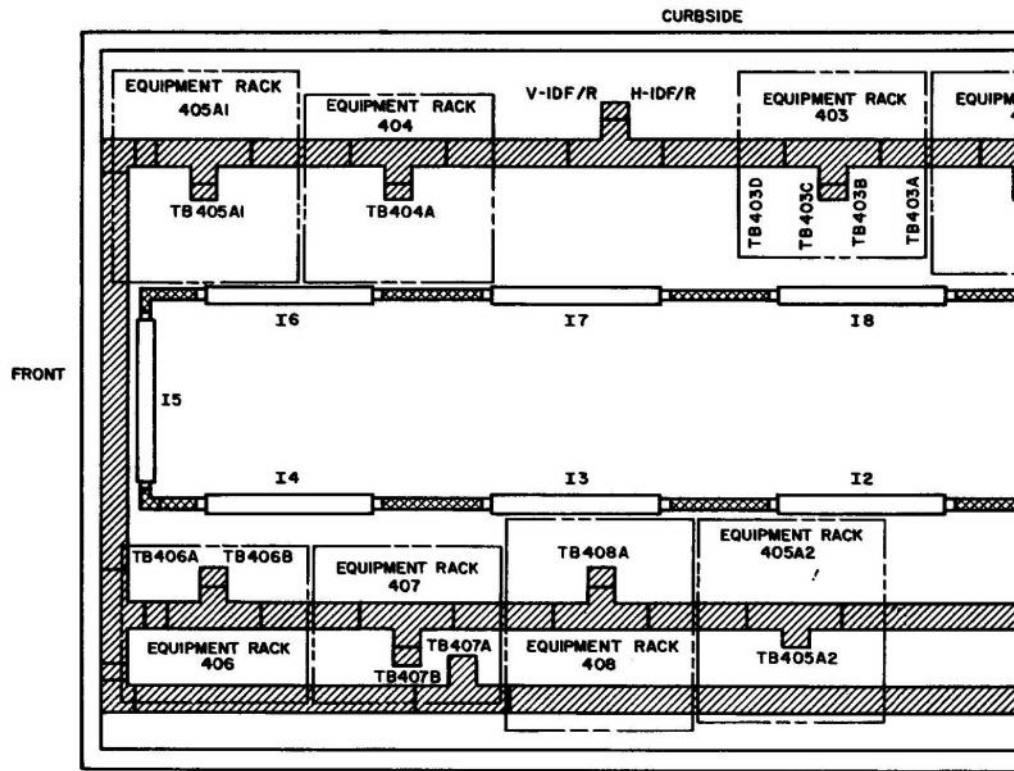 CURBSIDE
EQUIPMENT RACK
405A1
EQUIPMENT RACK
404
V-IDF/R
H-IDF/R
EQUIPMENT RACK
403
EQUIPM
4
TB405A1
TB404A
TB403D
TB403C
TB403B
TB403A
I6
I7
I8
FRONT
I5
I4
I3
I2
TB406A
TB406B
EQUIPMENT RACK
407
TB408A
EQUIPMENT RACK
405A2
EQUIPMENT RACK
406
TB407A
TB407B
EQUIPMENT RACK
408
TB405A2